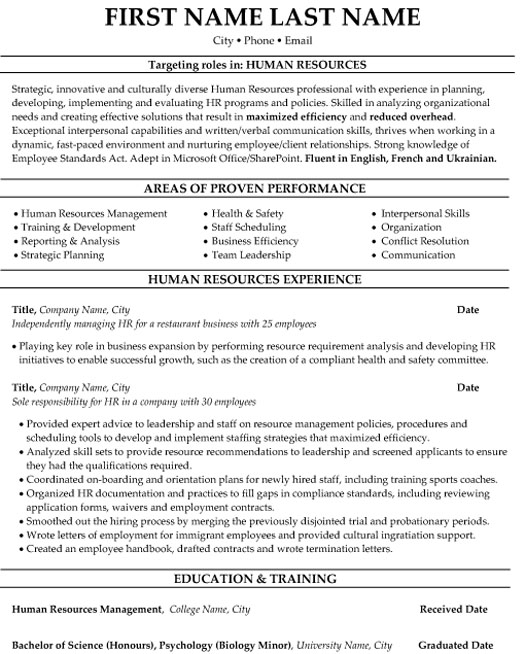 FIRST NAME LAST NAME
City • Phone • Email
Targeting roles in: HUMAN RESOURCES
Strategic, innovative and culturally diverse Human Resources professional with experience in planning,
developing, implementing and evaluating HR programs and policies. Skilled in analyzing organizational
needs and creating effective solutions that result in maximized efficiency and reduced overhead.
Exceptional interpersonal capabilities and written/verbal communication skills, thrives when working in a
dynamic, fast-paced environment and nurturing employee/client relationships. Strong knowledge of
Employee Standards Act. Adept in Microsoft Office/SharePoint. Fluent in English, French and Ukrainian.
AREAS OF PROVEN PERFORMANCE
• Human Resources Management • Health & Safety • Interpersonal Skills
• Training & Development • Staff Scheduling • Organization
• Reporting & Analysis • Business Efficiency • Conflict Resolution
• Strategic Planning • Team Leadership • Communication
HUMAN RESOURCES EXPERIENCE
Title, Company Name, City Date
Independently managing HR for a restaurant business with 25 employees
• Playing key role in business expansion by performing resource requirement analysis and developing HR
initiatives to enable successful growth, such as the creation of a compliant health and safety committee.
Title, Company Name, City Date
Sole responsibility for HR in a company with 30 employees
• Provided expert advice to leadership and staff on resource management policies, procedures and
scheduling tools to develop and implement staffing strategies that maximized efficiency.
• Analyzed skill sets to provide resource recommendations to leadership and screened applicants to ensure
they had the qualifications required.
• Coordinated on-boarding and orientation plans for newly hired staff, including training sports coaches.
• Organized HR documentation and practices to fill gaps in compliance standards, including reviewing
application forms, waivers and employment contracts.
• Smoothed out the hiring process by merging the previously disjointed trial and probationary periods.
• Wrote letters of employment for immigrant employees and provided cultural ingratiation support.
• Created an employee handbook, drafted contracts and wrote termination letters.
EDUCATION & TRAINING
Human Resources Management, College Name, City Received Date
Bachelor of Science (Honours), Psychology (Biology Minor), University Name, City Graduated Date